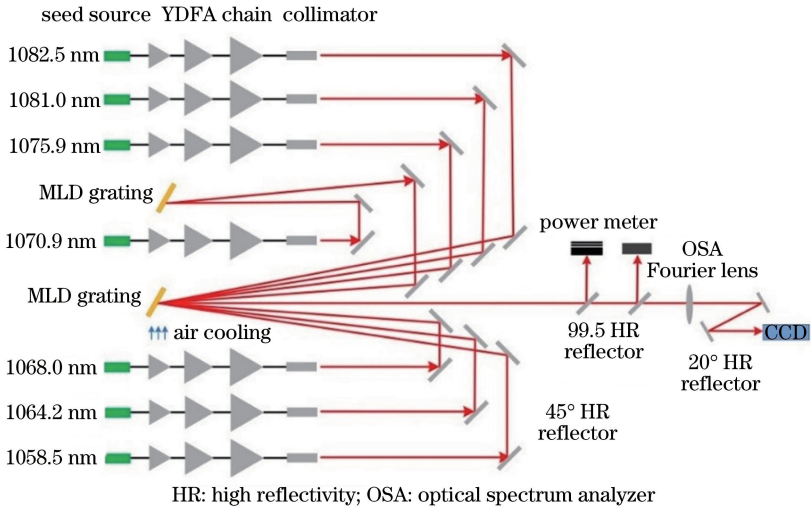 seed source YDFA chain collimator
1082.5 nm
1081.0 nm
1075.9 nm
MLD grating
1070.9 nm
power meter
OSA
Fourier lens
MLD grating
air cooling
99.5 HR
reflector
CCD
20° HR
reflector
1068.0 nm
1064.2 nm
45° HR
reflector
1058.5 nm
HR: high reflectivity; OSA: optical spectrum analyzer